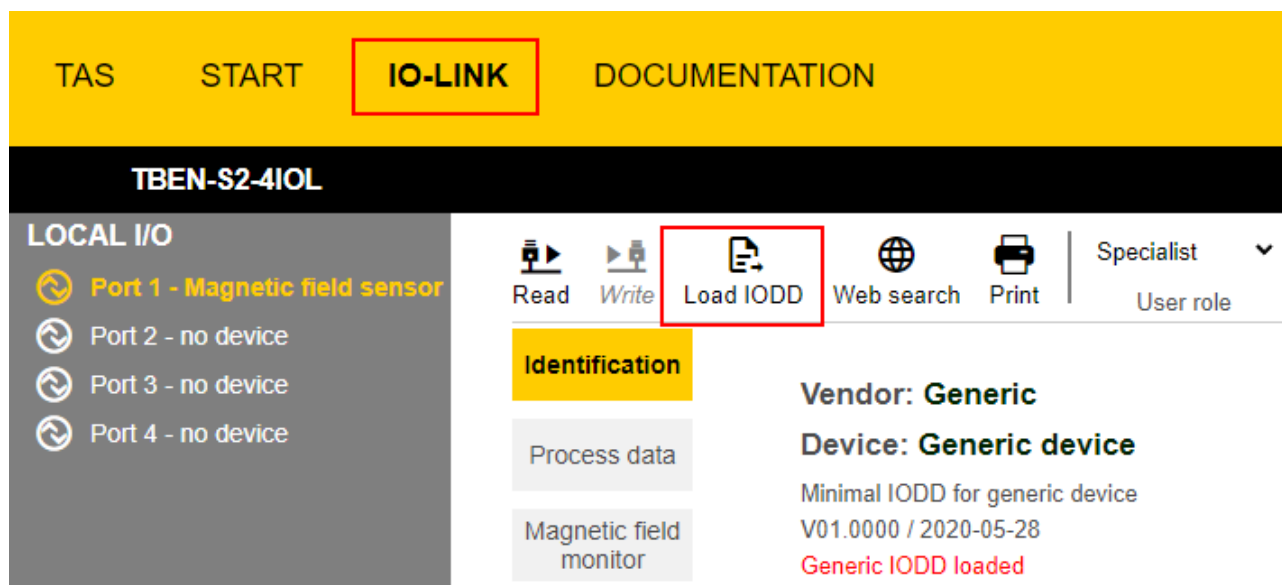 TAS START IO-LINK DOCUMENTATION
TBEN-S2-4IOL
LOCAL I/O
Port 1 - Magnetic field sensor
Port 2 - no device
Port 3 - no device
Port 4 - no device
Read Write Load IODD Web search Print Specialist
User role
Identification
Process data
Magnetic field
monitor
Vendor: Generic
Device: Generic device
Minimal IODD for generic device
V01.0000 / 2020-05-28
Generic IODD loaded